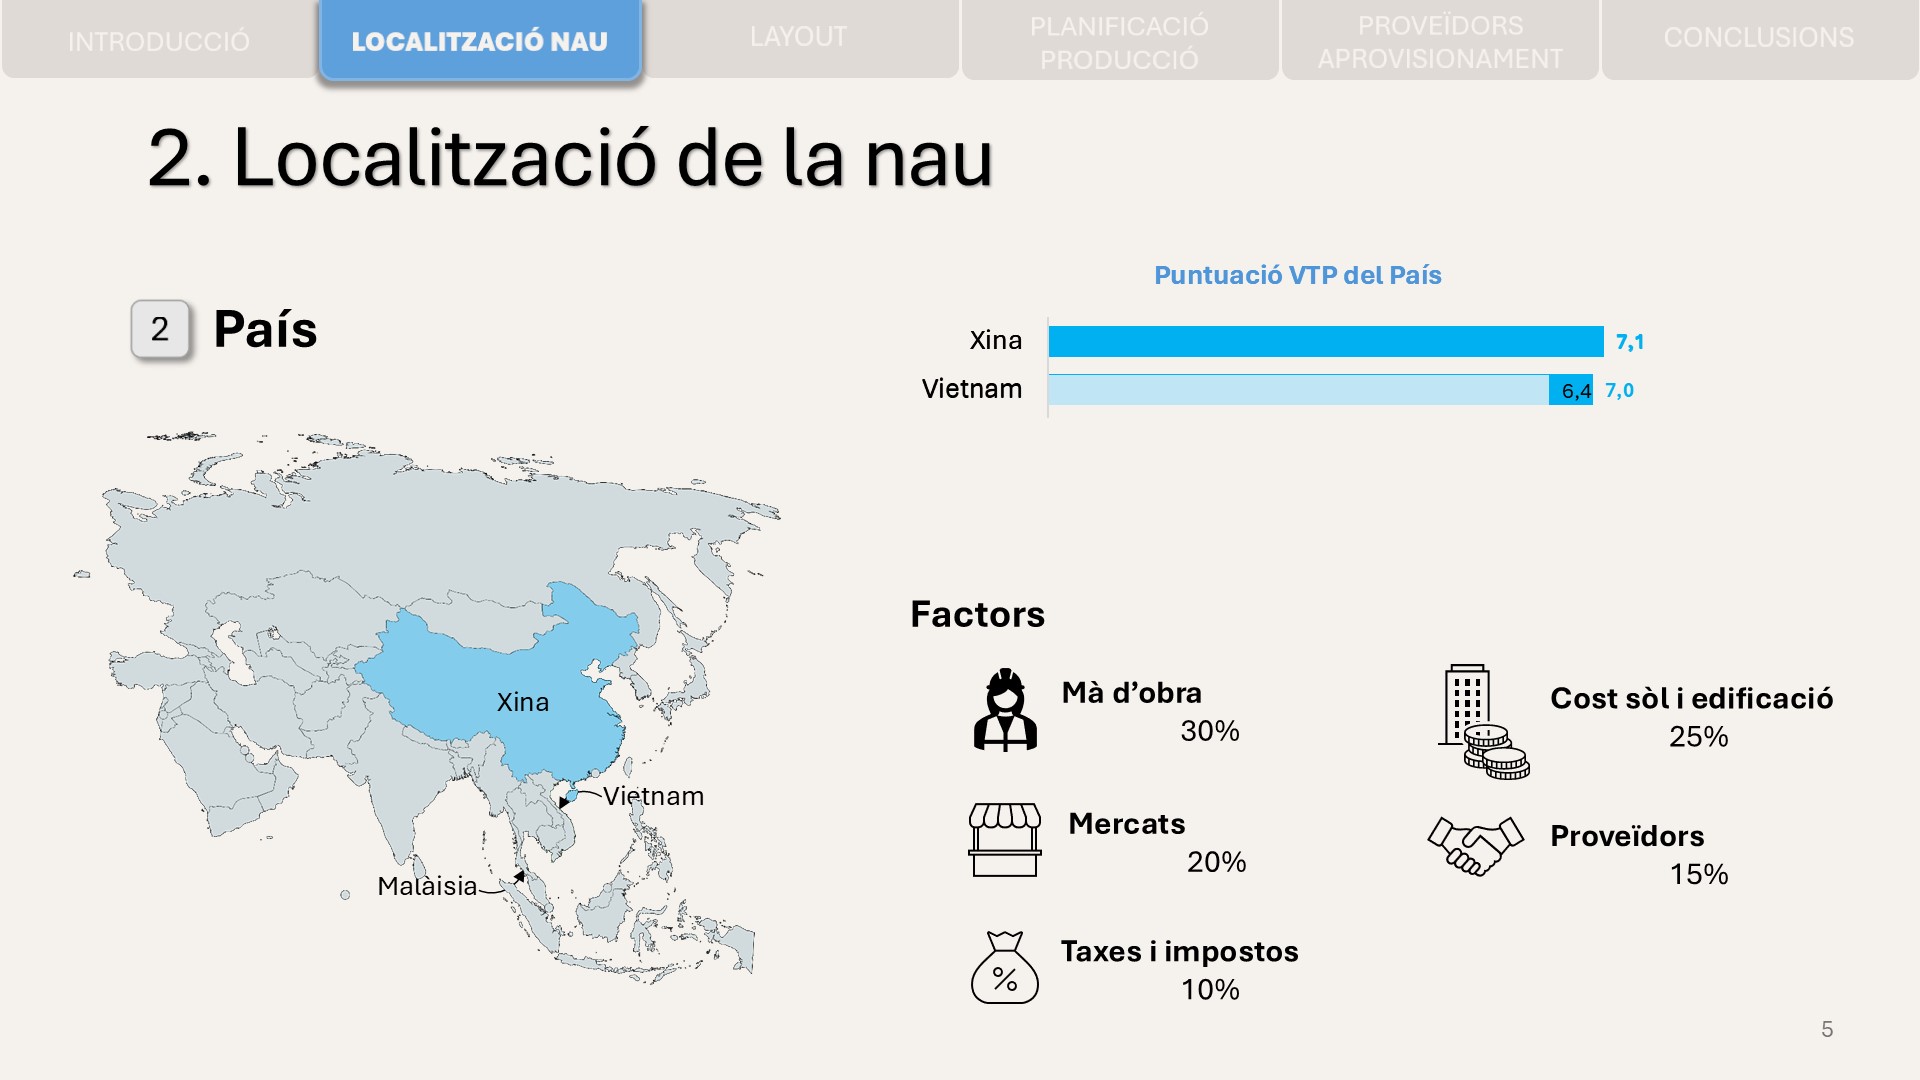 INTRODUCCIÓ
LOCALITZACIÓ NAU
LAYOUT
PLANIFICACIÓ
PRODUCCIÓ
PROVEÏDORS
APROVISIONAMENT
CONCLUSIONS
2. Localització de la nau
2 País
Puntuació VTP del País
Xina 7,1
Vietnam 6,4 7,0
Xina
Vietnam
Malàisia
Factors
Mà d’obra
30%
Cost sòl i edificació
25%
Mercats
20%
Proveïdors
15%
Taxes i impostos
10%
5